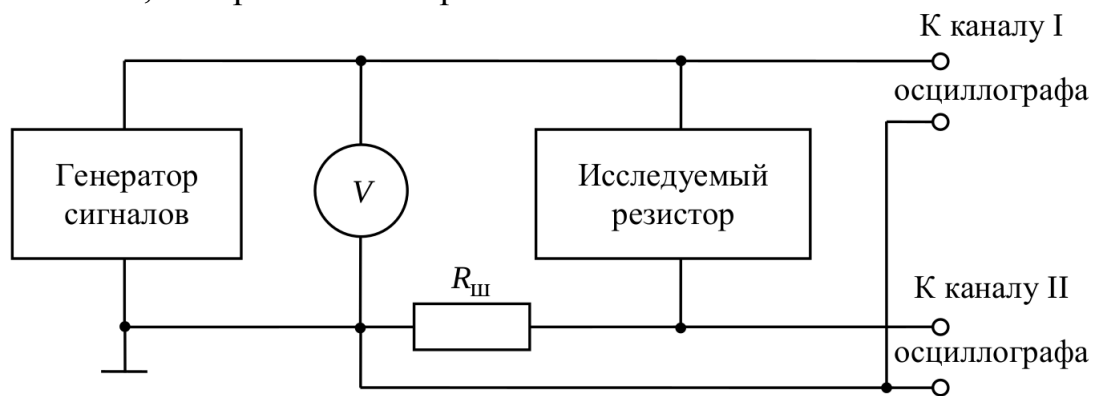 К каналу I
осциллографа
Генератор
сигналов
V
Исследуемый
резистор
Rш
К каналу II
осциллографа